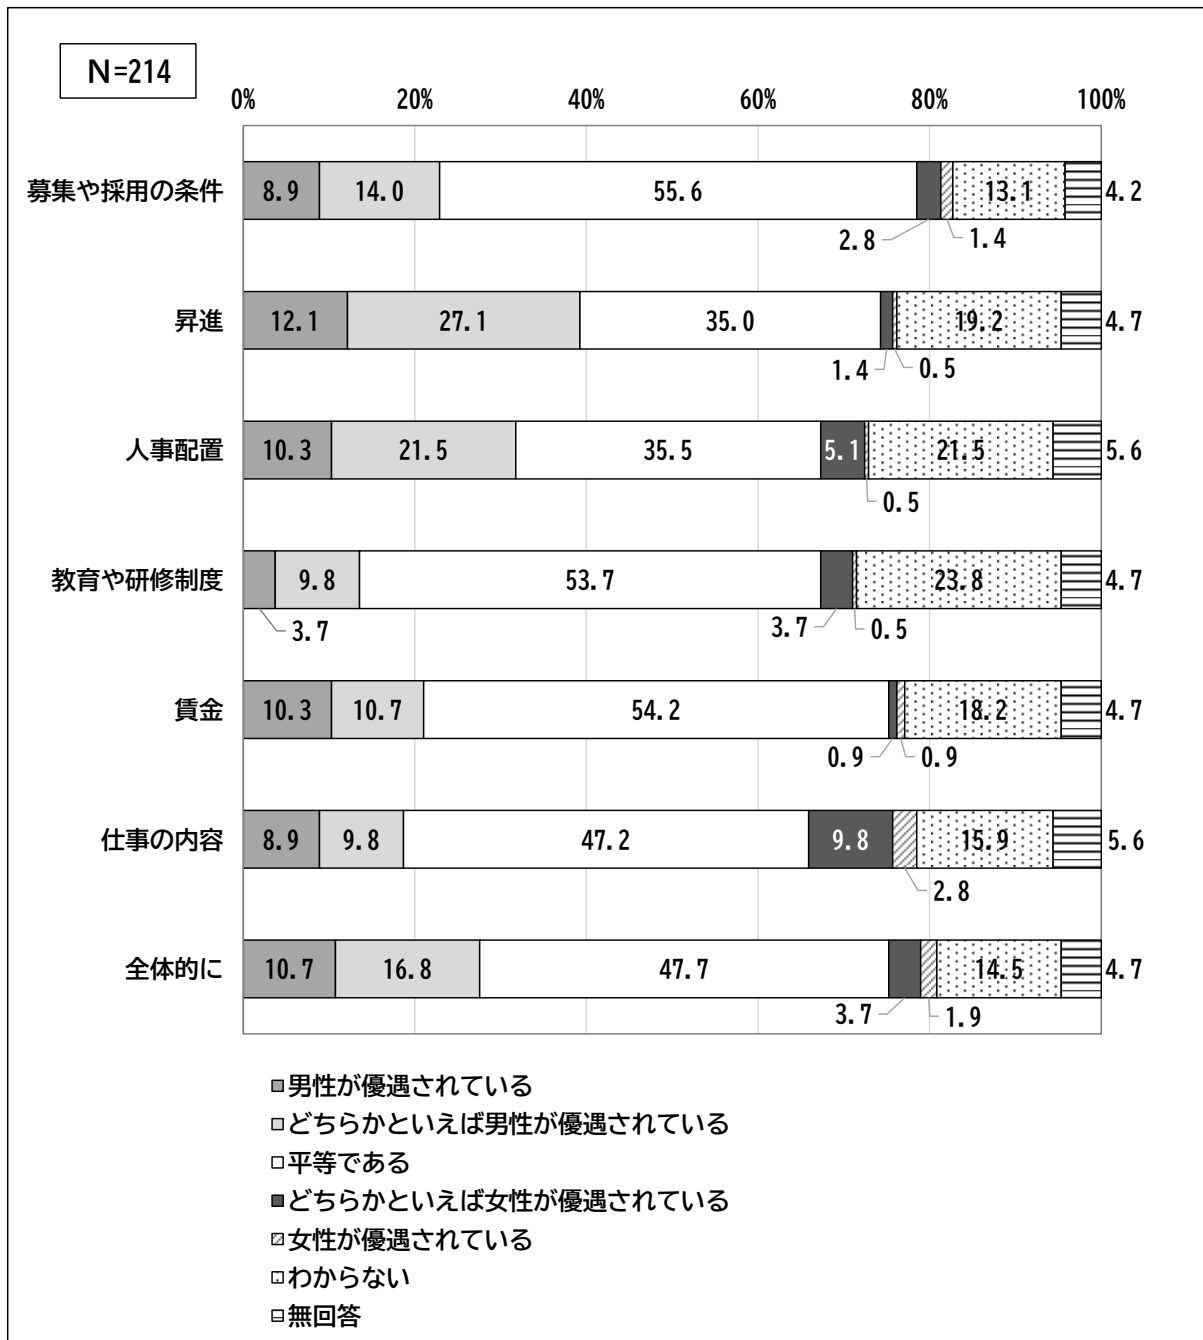 N=214
0% 20% 40% 60% 80% 100%
募集や採用の条件 8.9 14.0 55.6 13.1 4.2
2.8 1.4
昇進 12.1 27.1 35.0 19.2 4.7
1.4 0.5
人事配置 10.3 21.5 35.5 5.1 21.5 5.6
0.5
教育や研修制度 9.8 53.7 23.8 4.7
3.7 3.7 0.5
賃金 10.3 10.7 54.2 18.2 4.7
0.9 0.9
仕事の内容 8.9 9.8 47.2 9.8 15.9 5.6
2.8
全体的に 10.7 16.8 47.7 14.5 4.7
3.7 1.9
男性が優遇されている
どちらかといえば男性が優遇されている
平等である
どちらかといえば女性が優遇されている
女性が優遇されている
わからない
無回答